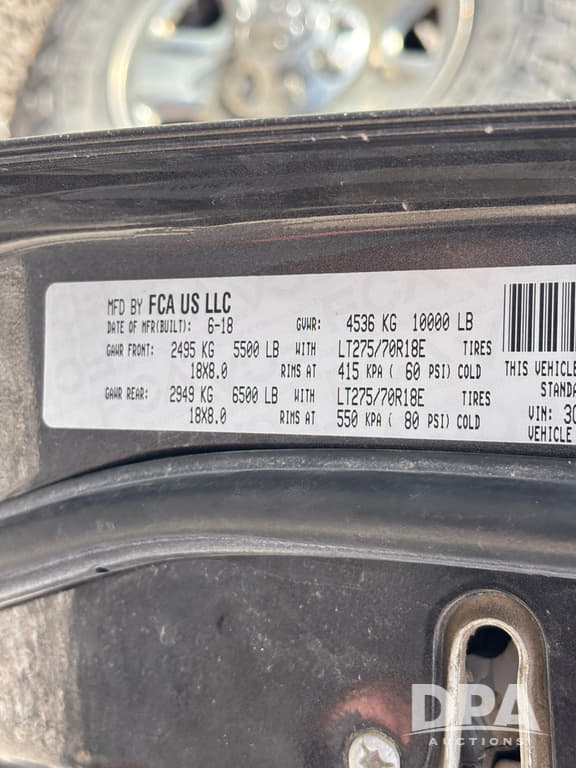 MFD BY FCA US LLC
DATE OF MFR(BUILT): 6-18 GVWR: 4536 KG 10000 LB
GAWR FRONT: 2495 KG 5500 LB WITH LT275/70R18E TIRES
18X8.0 RIMS AT 415 KPA ( 60 PSI) COLD THIS VEHICLE
GAWR REAR: 2949 KG 6500 LB WITH LT275/70R18E TIRES STANDA
18X8.0 RIMS AT 550 KPA ( 80 PSI) COLD VIN: 30
VEHICLE
DPA
AUCTIONS